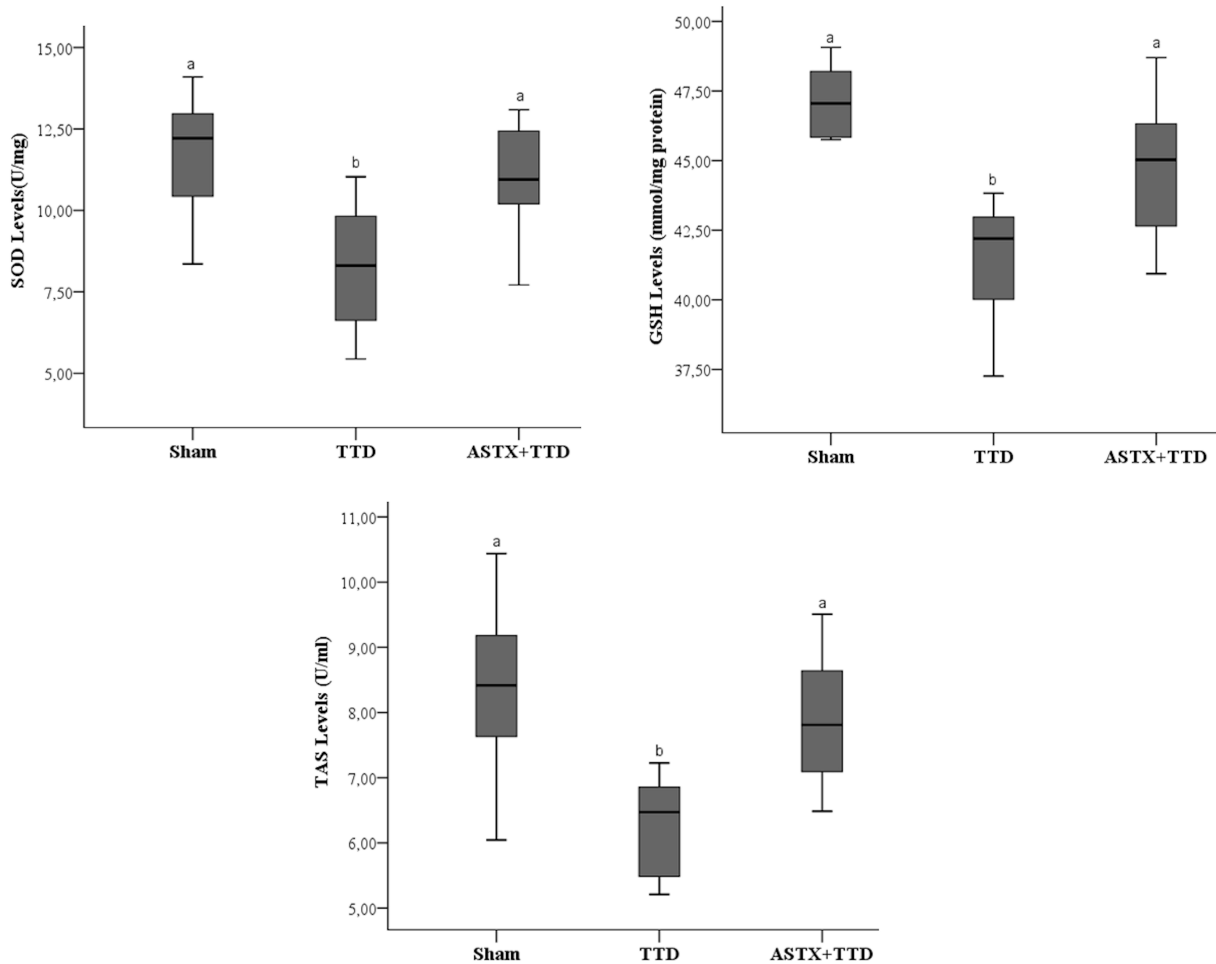 SOD Levels(U/mg)
15,00
12,50
10,00
7,50
5,00
a
b
a
Sham
TTD
ASTX+TTD
GSH Levels (mmol/mg protein)
50,00
47,50
45,00
42,50
40,00
37,50
a
b
a
Sham
TTD
ASTX+TTD
TAS Levels (U/ml)
11,00
10,00
9,00
8,00
7,00
6,00
5,00
a
b
a
Sham
TTD
ASTX+TTD